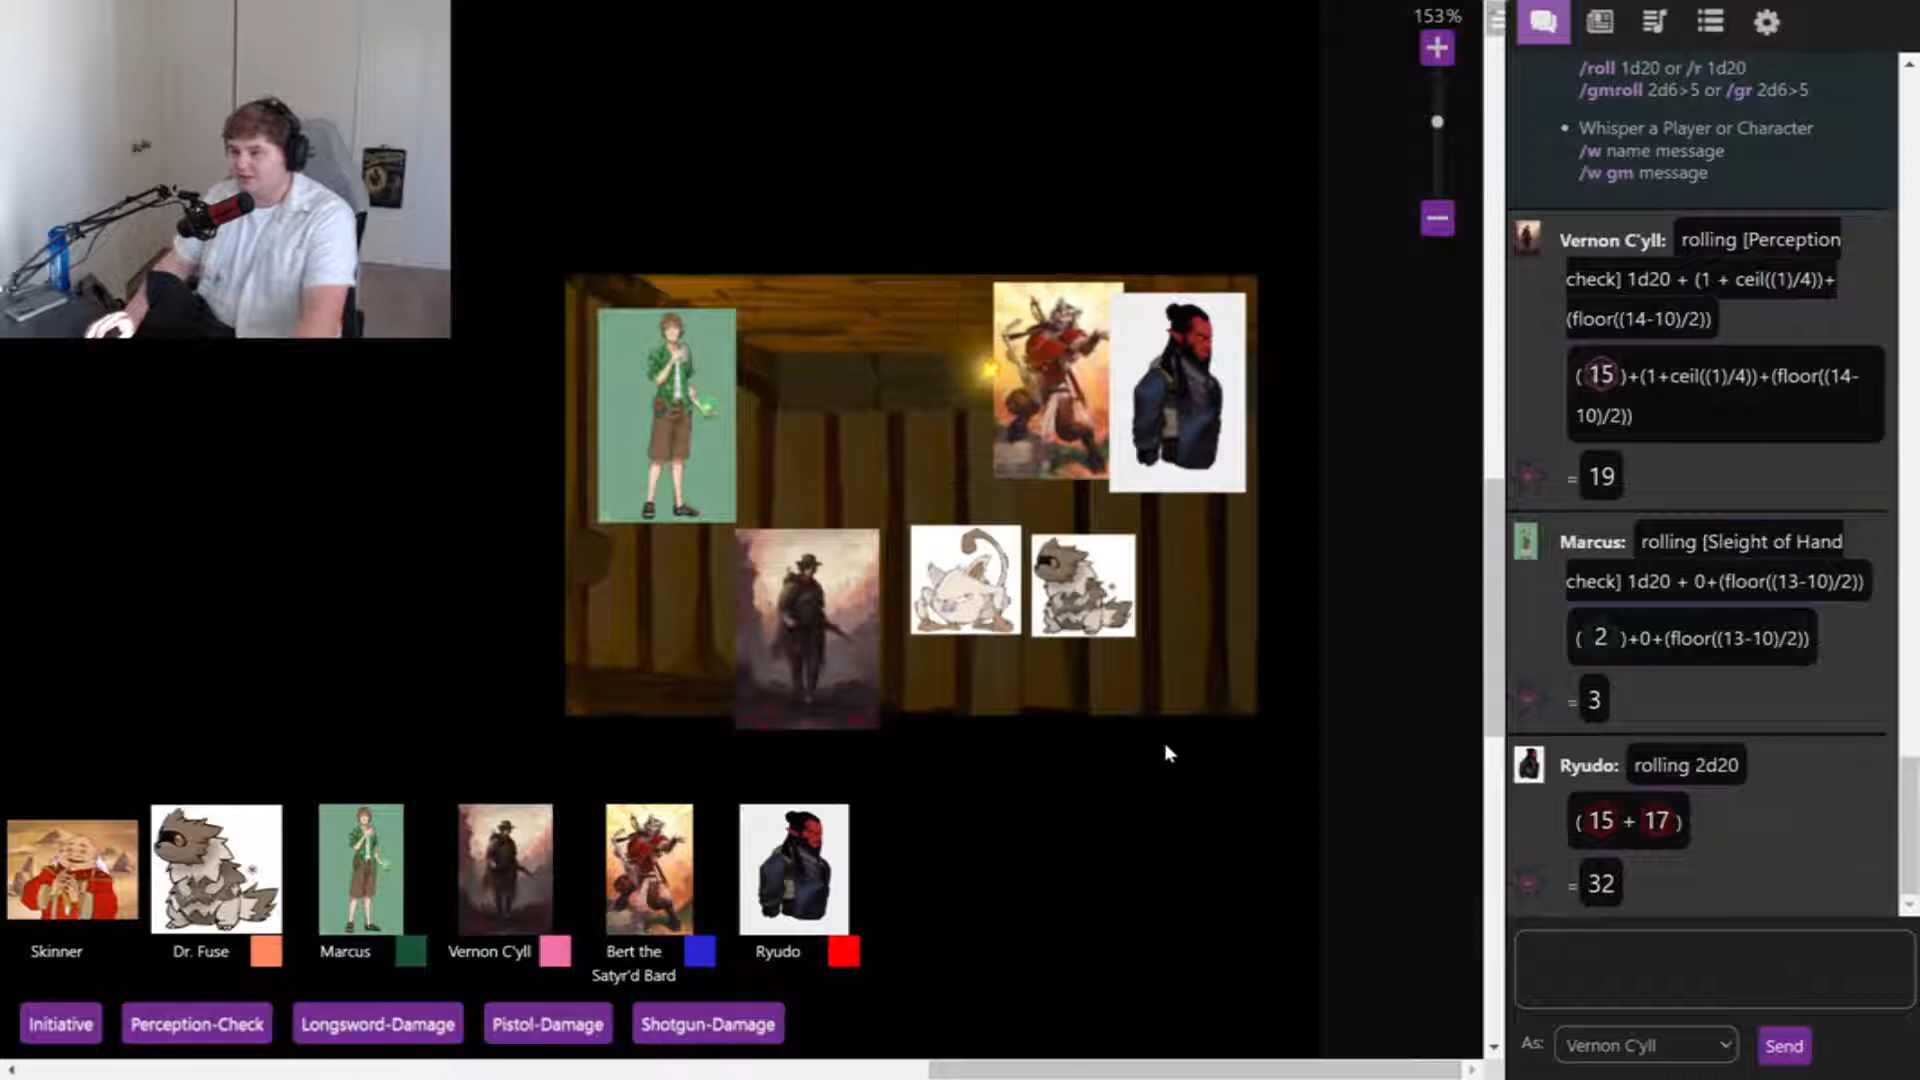 153%
/roll 1d20 or /r 1d20
/gmroll 2d6>5 or /gr 2d6>5
• Whisper a Player or Character
/w name message
/w gm message
Vernon C'yll: rolling [Perception
check] 1d20 + (1 + ceil((1)/4))+
(floor((14-10)/2))
( 15 )+(1+ceil((1)/4))+(floor((14-
10)/2))
= 19
Marcus: rolling [Sleight of Hand
check] 1d20 + 0+(floor((13-10)/2))
( 2 )+0+(floor((13-10)/2))
= 3
Ryudo: rolling 2d20
( 15 + 17 )
= 32
As: Vernon C'yll
Send
Skinner
Dr. Fuse
Marcus
Vernon C'yll
Bert the
Satyr'd Bard
Ryudo
Initiative
Perception-Check
Longsword-Damage
Pistol-Damage
Shotgun-Damage